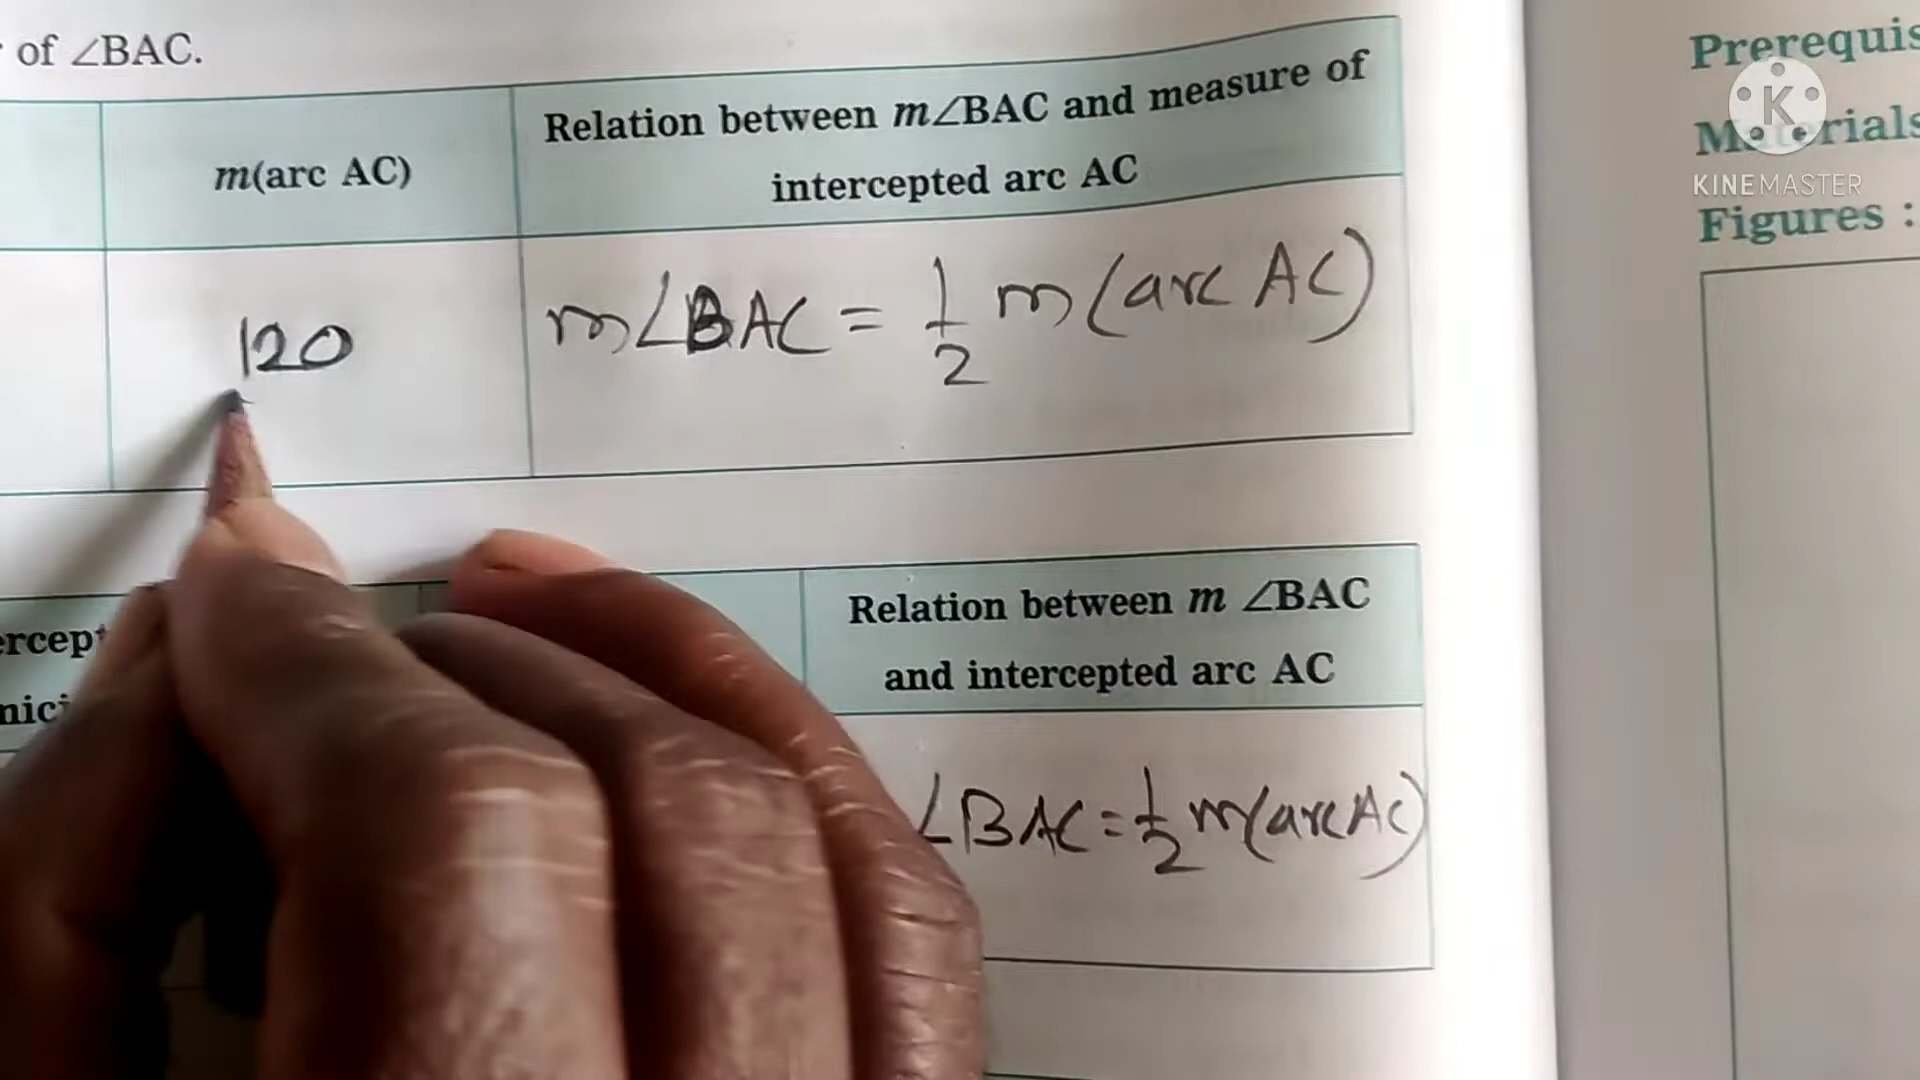 of ∠BAC.
m(arc AC)
Relation between m∠BAC and measure of
intercepted arc AC
120
m∠BAC = 1/2 m(arc AC)
Relation between m ∠BAC
and intercepted arc AC
∠BAC = 1/2 m(arc AC)
Prerequis
Materials
Figures :
K
KINEMASTER